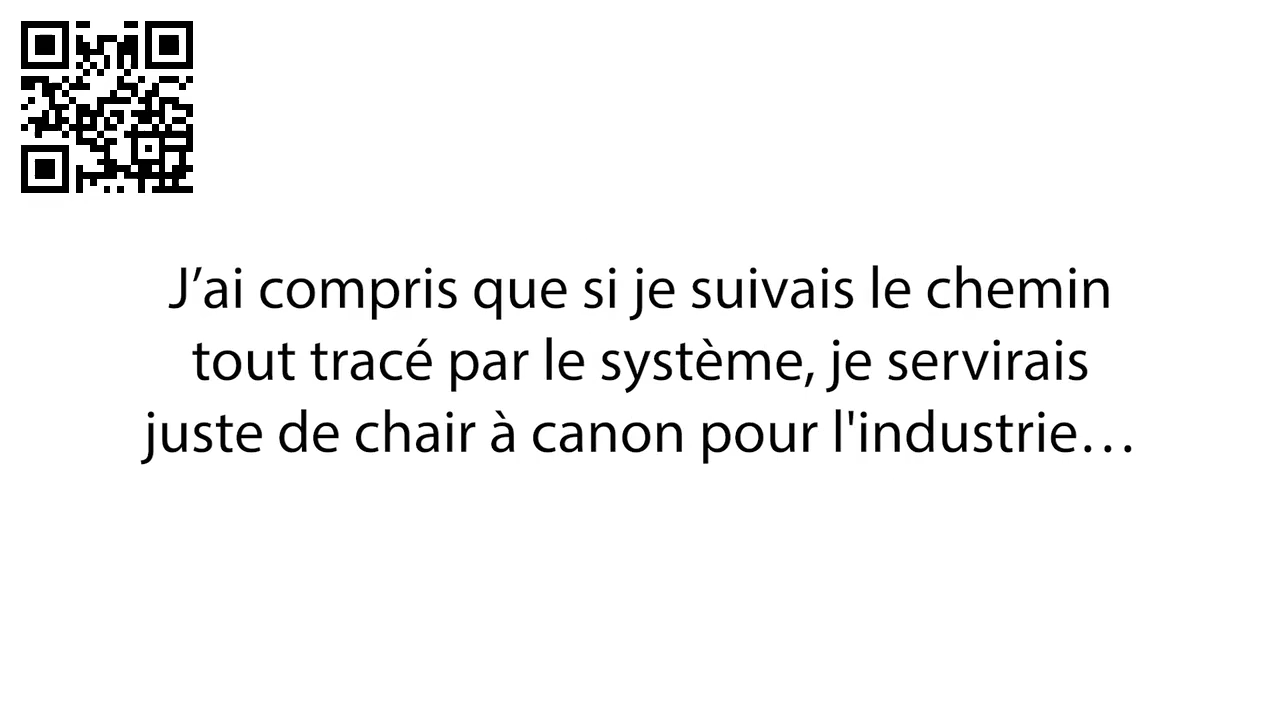 J’ai compris que si je suivais le chemin
tout tracé par le système, je servirais
juste de chair à canon pour l'industrie…